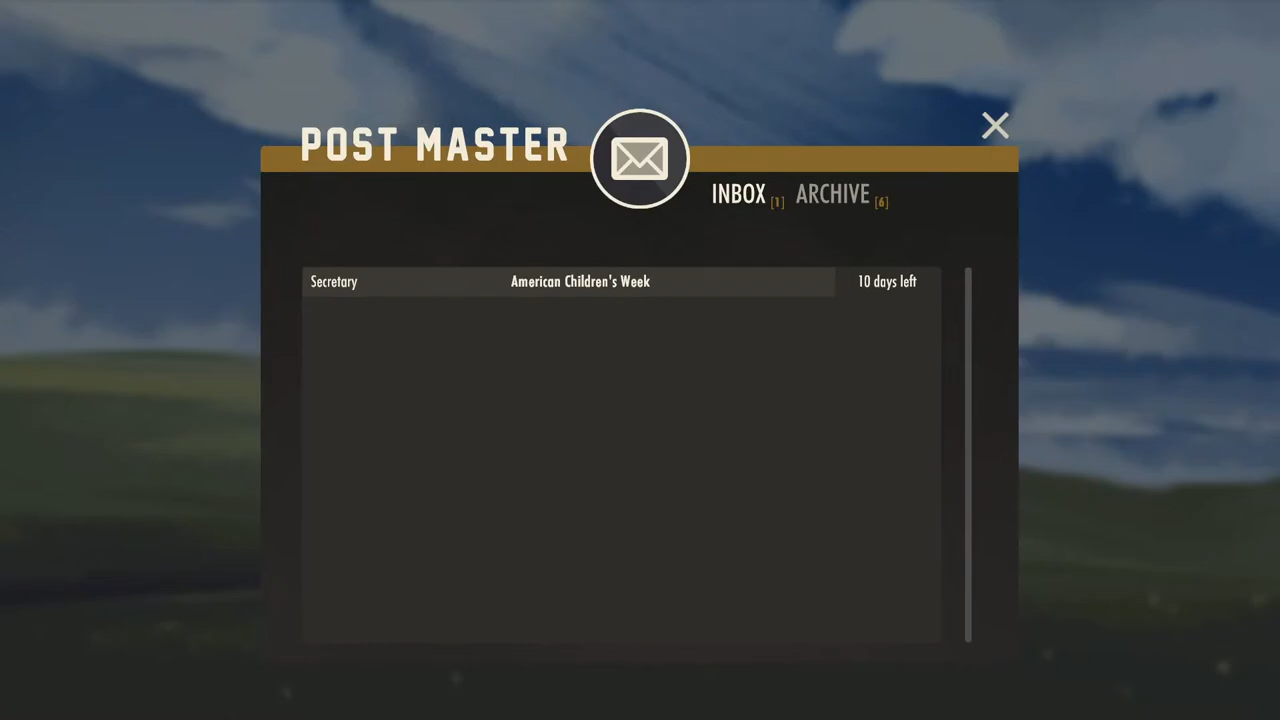 POST MASTER
INBOX [1] ARCHIVE [6]
Secretary American Children's Week 10 days left